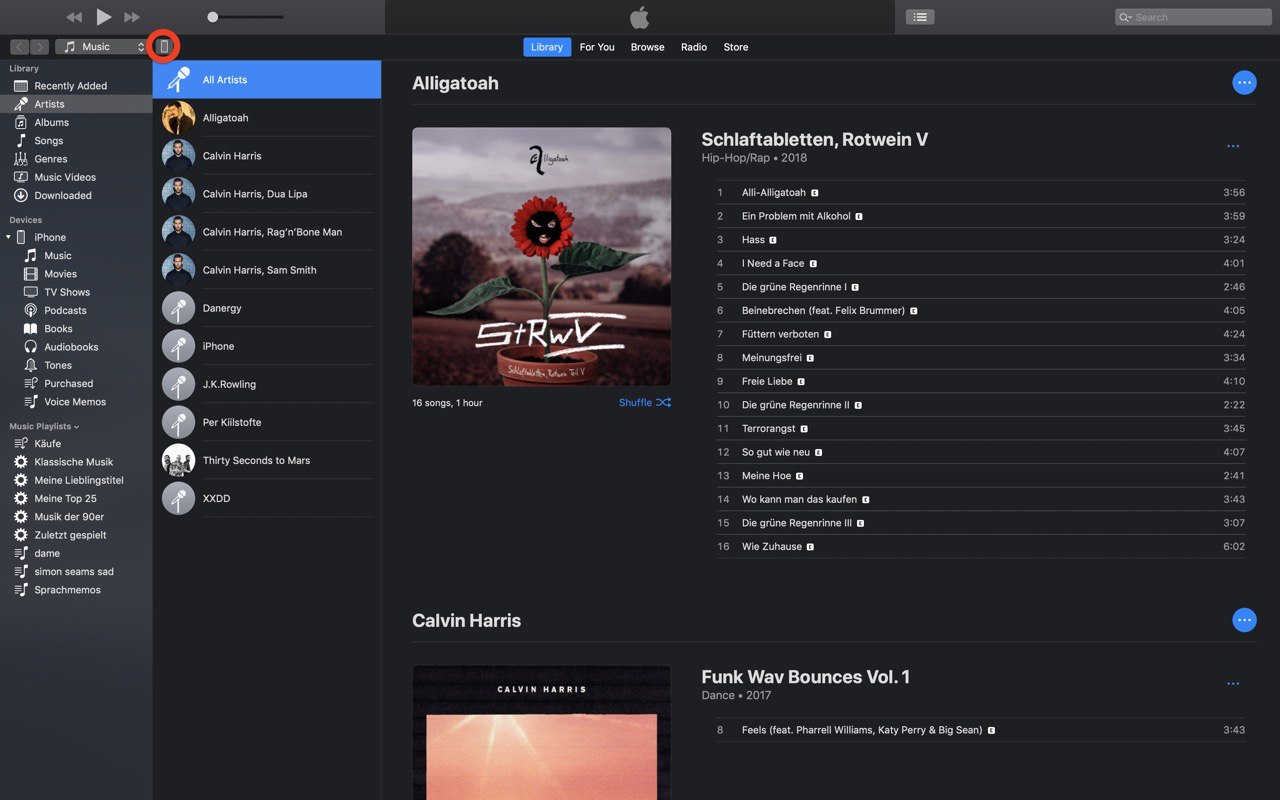 Search
Music
Library
For You
Browse
Radio
Store
Library
Recently Added
Artists
Albums
Songs
Genres
Music Videos
Downloaded
Devices
iPhone
Music
Movies
TV Shows
Podcasts
Books
Audiobooks
Tones
Purchased
Voice Memos
Music Playlists
Käufe
Klassische Musik
Meine Lieblingstitel
Meine Top 25
Musik der 90er
Zuletzt gespielt
dame
simon seams sad
Sprachmemos
All Artists
Alligatoah
Calvin Harris
Calvin Harris, Dua Lipa
Calvin Harris, Rag'n'Bone Man
Calvin Harris, Sam Smith
Danergy
iPhone
J.K.Rowling
Per Kiilstofte
Thirty Seconds to Mars
XXDD
Alligatoah
alligatoah
StRwV
Schlaftabletten, Rotwein Teil V
16 songs, 1 hour
Shuffle
Schlaftabletten, Rotwein V
Hip-Hop/Rap • 2018
1 Alli-Alligatoah E 3:56
2 Ein Problem mit Alkohol E 3:59
3 Hass E 3:24
4 I Need a Face E 4:01
5 Die grüne Regenrinne I E 2:46
6 Beinebrechen (feat. Felix Brummer) E 4:05
7 Füttern verboten E 4:24
8 Meinungsfrei E 3:34
9 Freie Liebe E 4:10
10 Die grüne Regenrinne II E 2:22
11 Terrorangst E 3:45
12 So gut wie neu E 4:07
13 Meine Hoe E 2:41
14 Wo kann man das kaufen E 3:43
15 Die grüne Regenrinne III E 3:07
16 Wie Zuhause E 6:02
Calvin Harris
CALVIN HARRIS
Funk Wav Bounces Vol. 1
Dance • 2017
8 Feels (feat. Pharrell Williams, Katy Perry & Big Sean) E 3:43